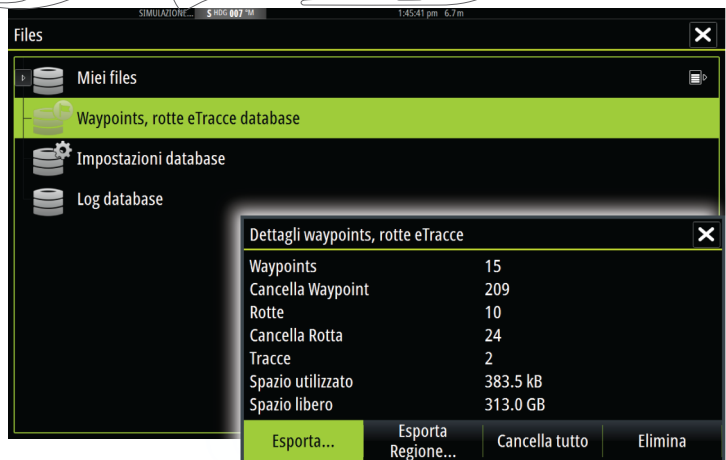 SIMULAZIONE... S HDG 007 °M 1:45:41 pm 6.7 m
Files
Miei files
Waypoints, rotte eTracce database
Impostazioni database
Log database
Dettagli waypoints, rotte eTracce
Waypoints 15
Cancella Waypoint 209
Rotte 10
Cancella Rotta 24
Tracce 2
Spazio utilizzato 383.5 kB
Spazio libero 313.0 GB
Esporta...
Esporta
Regione...
Cancella tutto
Elimina